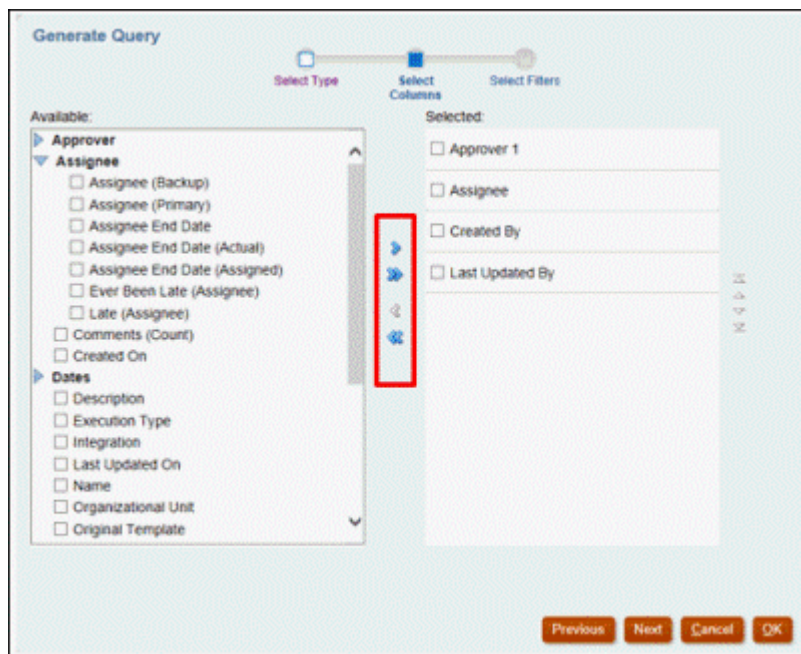 Generate Query
Select Type
Select
Columns
Select Filters
Available:
Approver
Assignee
Assignee (Backup)
Assignee (Primary)
Assignee End Date
Assignee End Date (Actual)
Assignee End Date (Assigned)
Ever Been Late (Assignee)
Late (Assignee)
Comments (Count)
Created On
Dates
Description
Execution Type
Integration
Last Updated On
Name
Organizational Unit
Original Template
Selected:
Approver 1
Assignee
Created By
Last Updated By
Previous
Next
Cancel
OK